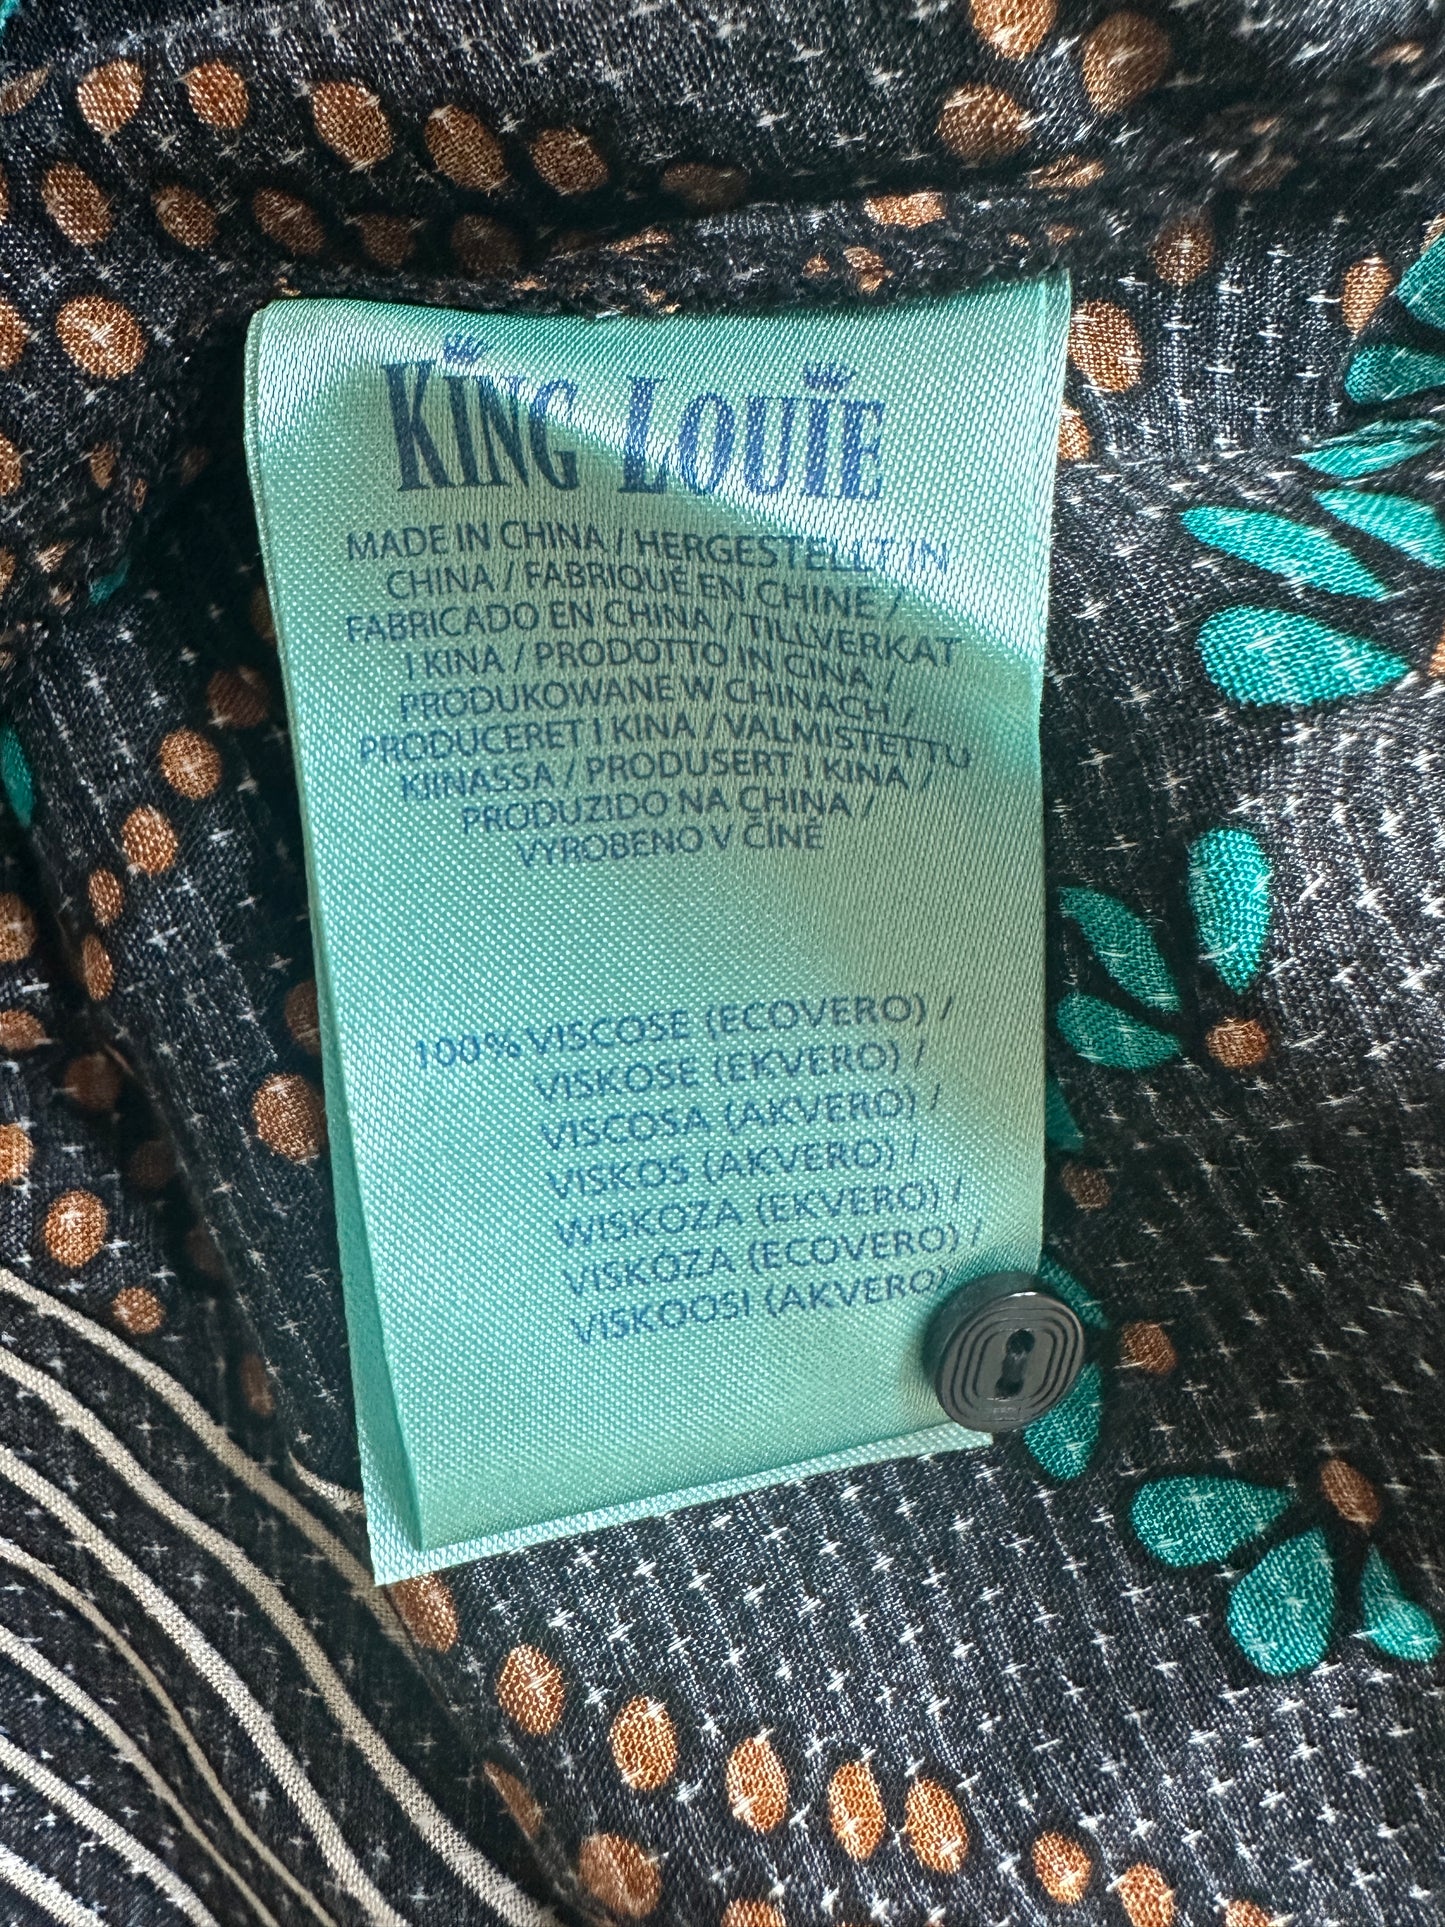 KING LOUIE
MADE IN CHINA / HERGESTELLT IN
CHINA / FABRIQUÉ EN CHINE /
FABRICADO EN CHINA / TILLVERKAT
I KINA / PRODOTTO IN CINA /
PRODUKOWANE W CHINACH /
PRODUCERET I KINA / VALMISTETTU
KIINASSA / PRODUSERT I KINA /
PRODUZIDO NA CHINA /
VYROBENO V ČÍNĚ
100% VISCOSE (ECOVERO) /
VISKOSE (EKVERO) /
VISCOSA (AKVERO) /
VISKOS (AKVERO) /
WISKOZA (EKVERO) /
VISKÓZA (ECOVERO) /
VISKOOSI (AKVERO)